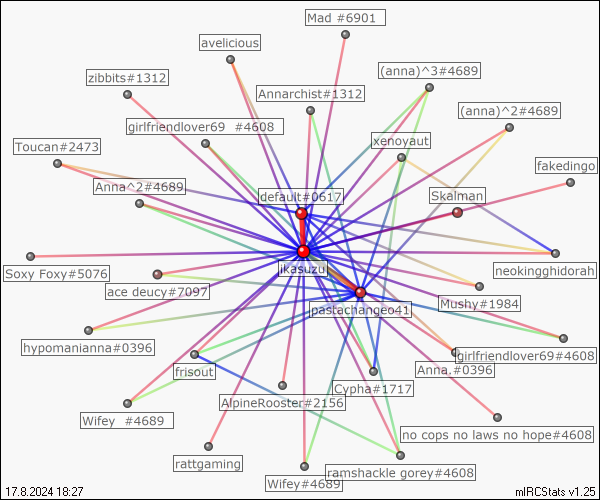 Mad #6901
avelicious
zibbits#1312
(anna)^3#4689
Annarchist#1312
(anna)^2#4689
girlfriendlover69 #4608
xenoyaut
Toucan#2473
fakedingo
Anna^2#4689
default#0617
Skalman
ikasuzu
neokingghidorah
Soxy Foxy#5076
ace deucy#7097
Mushy#1984
pastachangeo41
hypomanianna#0396
girlfriendlover69#4608
Anna.#0396
frisout
Cypha#1717
AlpineRooster#2156
Wifey #4689
no cops no laws no hope#4608
rattgaming
ramshackle gorey#4608
Wifey#4689
17.8.2024 18:27
mIRCStats v1.25